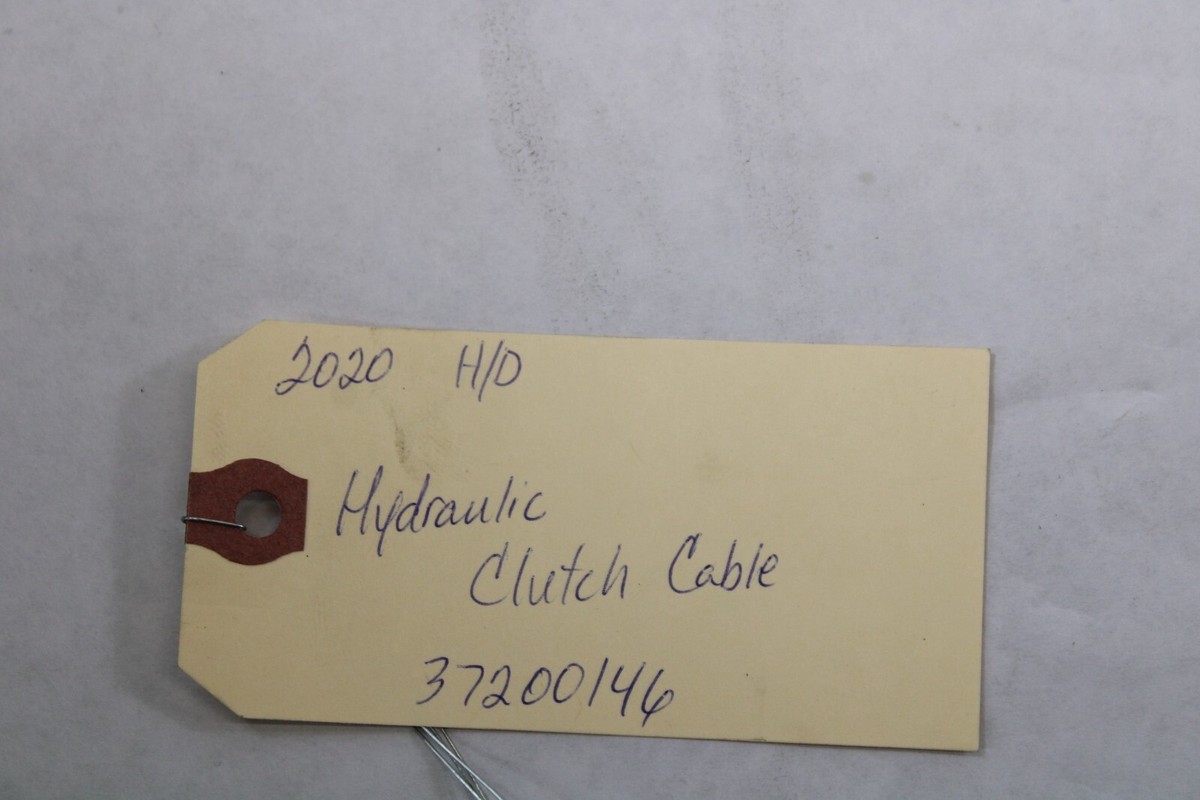 2020 H/D
Hydraulic
Clutch Cable
37200146